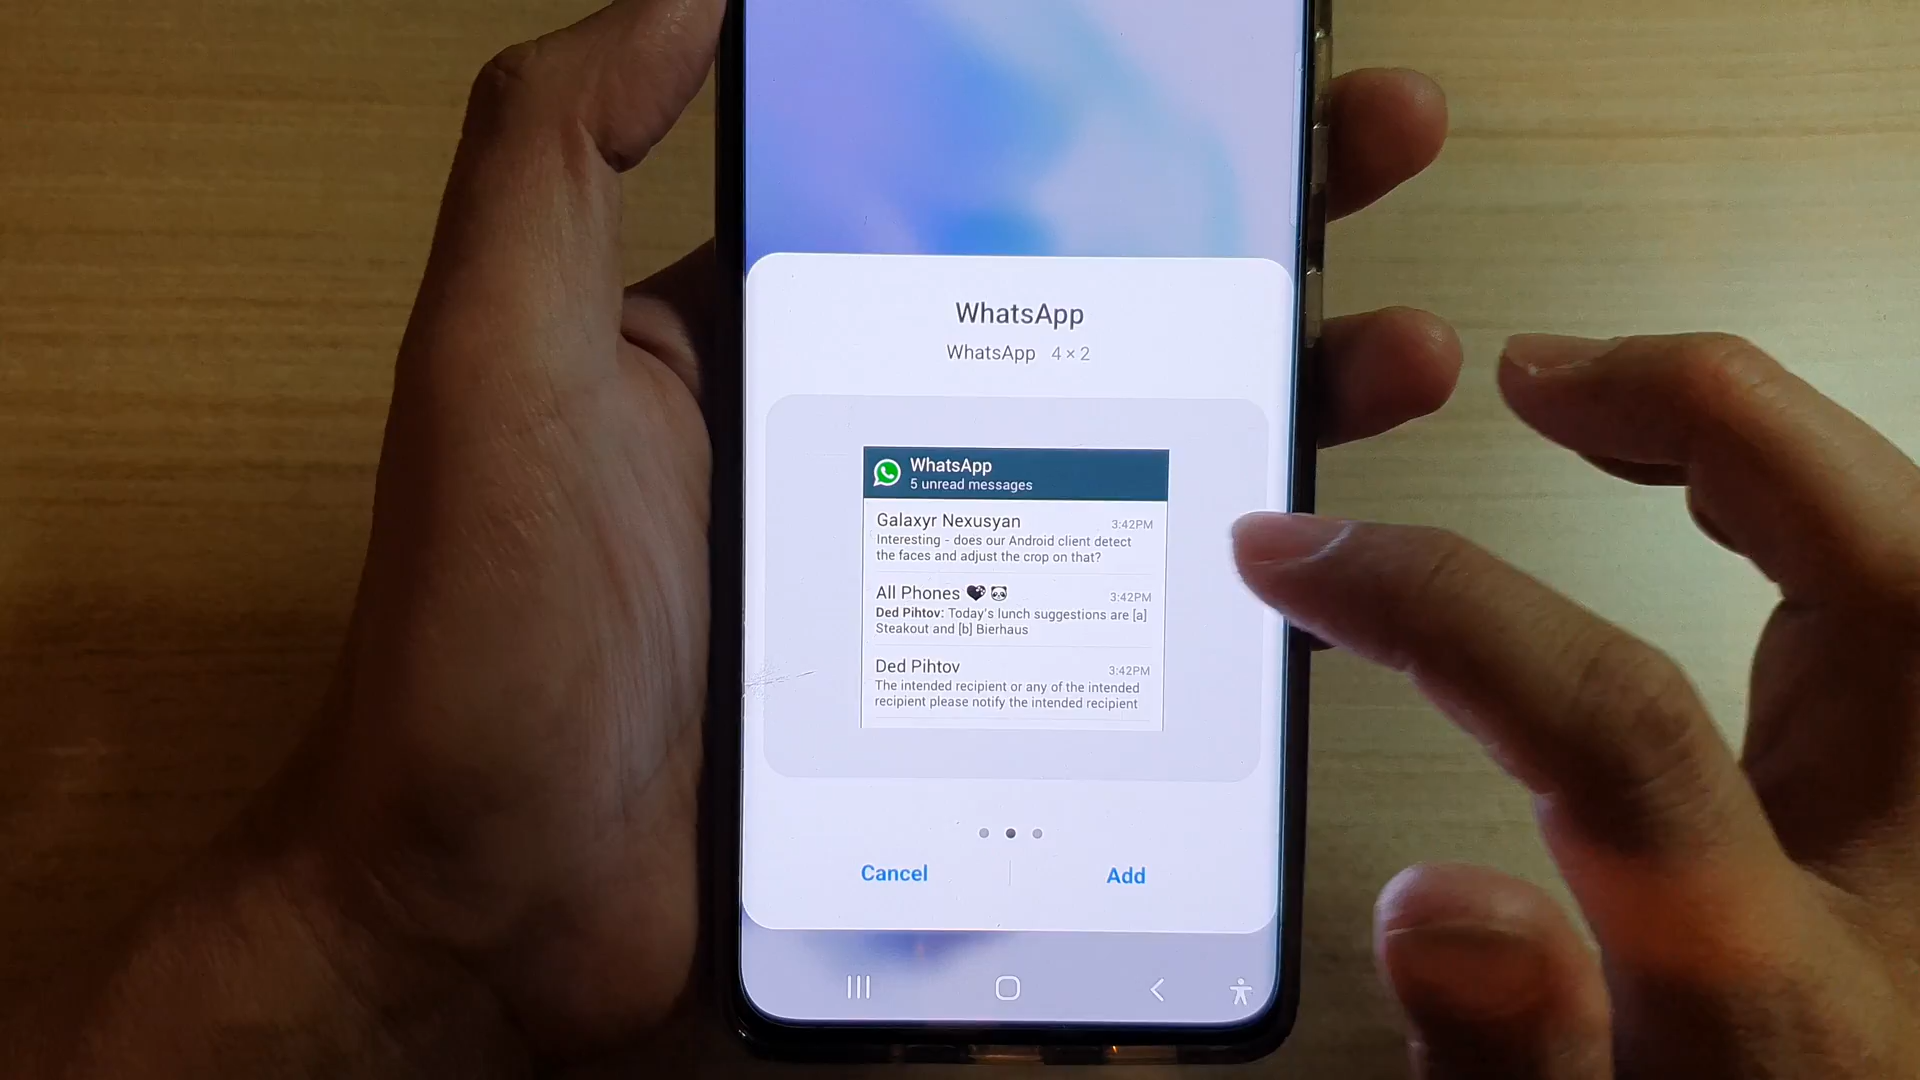 WhatsApp
WhatsApp 4 × 2
WhatsApp
5 unread messages
Galaxyr Nexusyan 3:42PM
Interesting - does our Android client detect
the faces and adjust the crop on that?
All Phones 🖤 🐼 3:42PM
Ded Pihtov: Today's lunch suggestions are [a]
Steakout and [b] Bierhaus
Ded Pihtov 3:42PM
The intended recipient or any of the intended
recipient please notify the intended recipient
Cancel Add